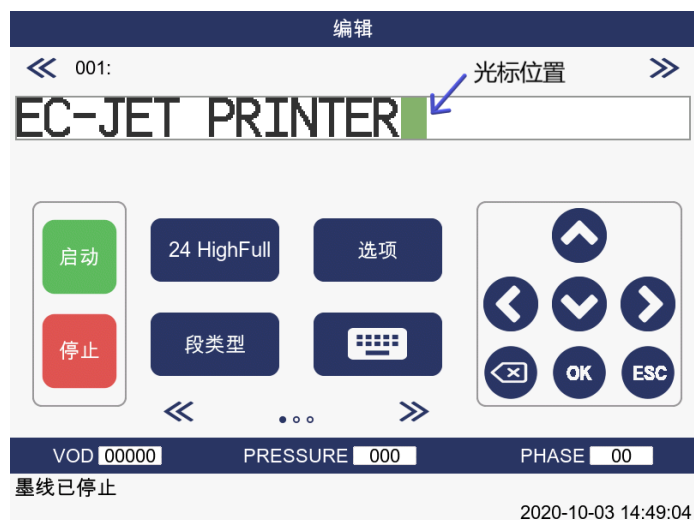 编辑
001:
光标位置
EC-JET PRINTER
启动
24 HighFull
选项
停止
段类型
OK
ESC
VOD 00000
PRESSURE 000
PHASE 00
墨线已停止
2020-10-03 14:49:04